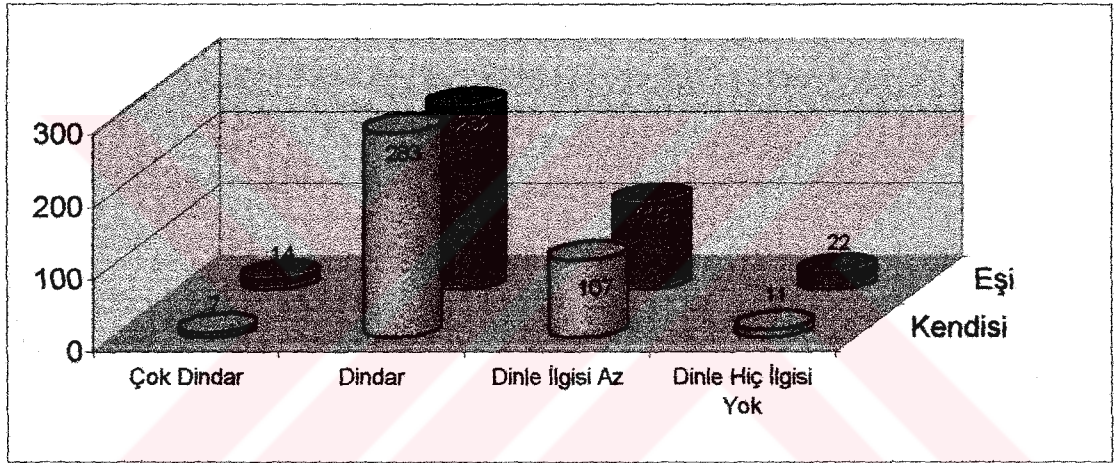 300
200
100
0
14
7
283
107
22
11
Eşi
Kendisi
Çok Dindar
Dindar
Dinle İlgisi Az
Dinle Hiç İlgisi
Yok